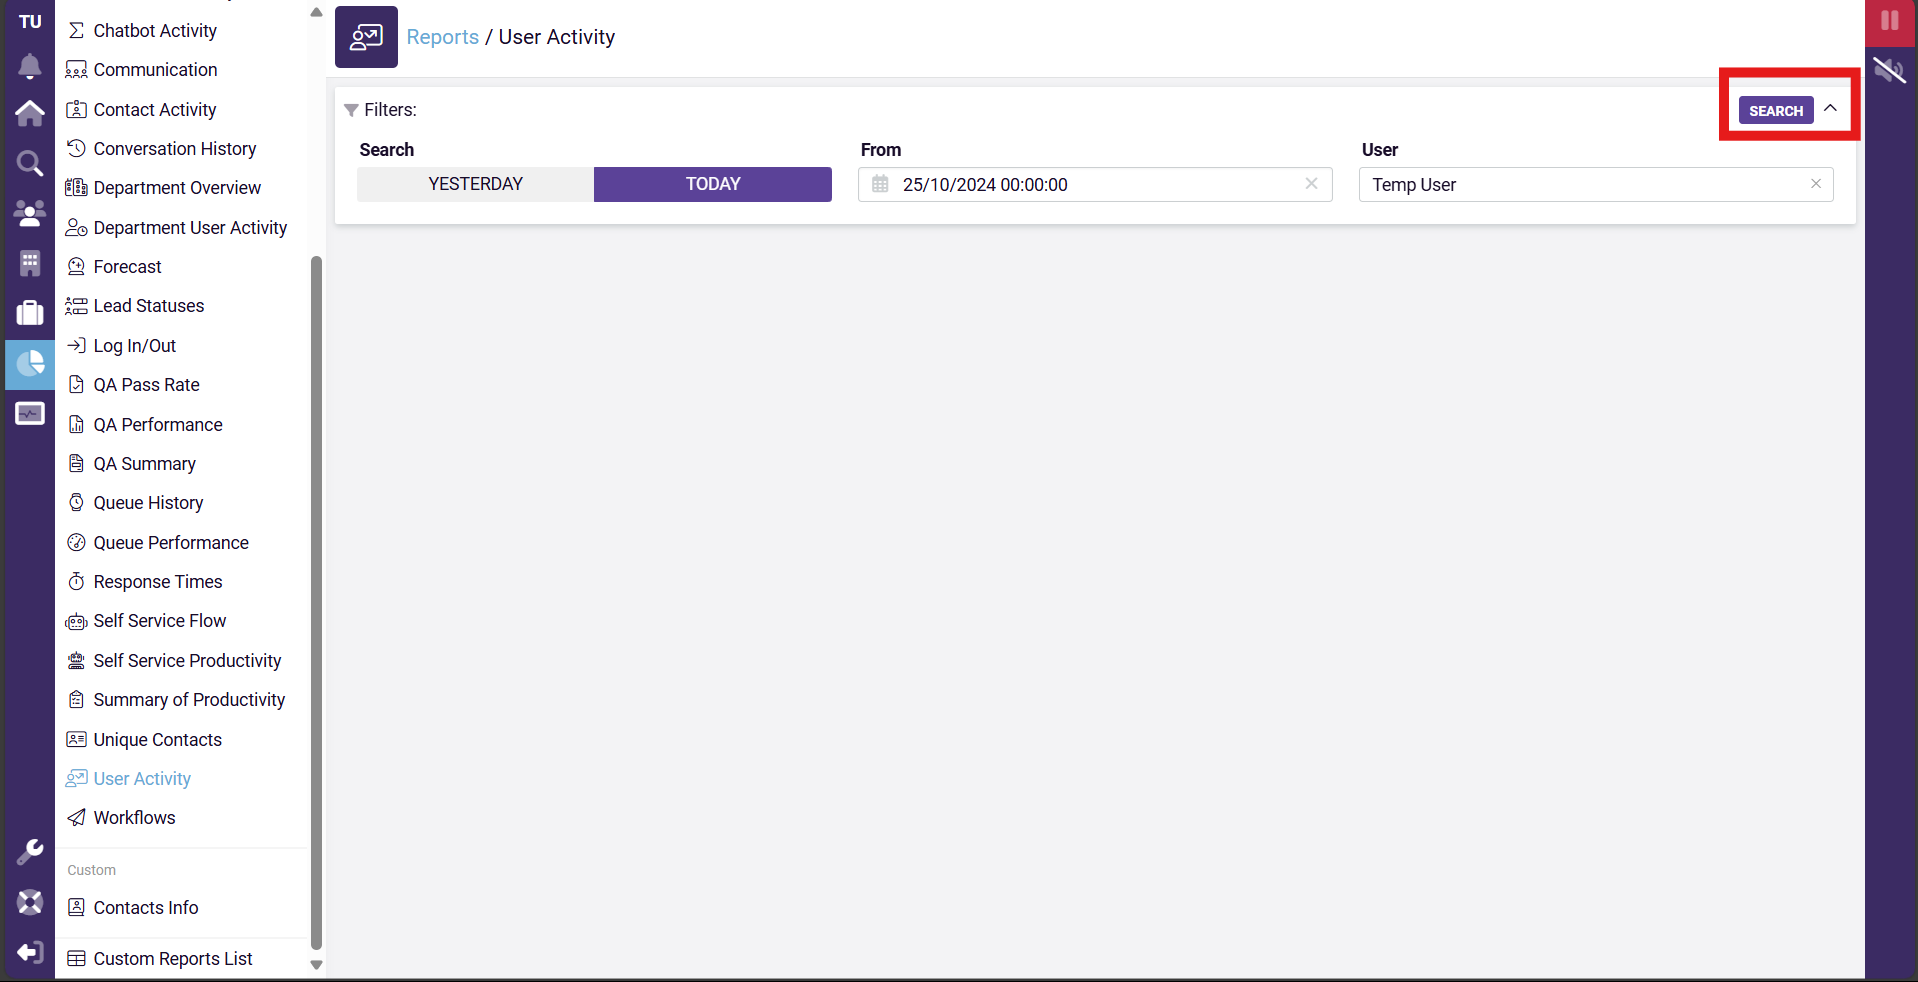 TU
Chatbot Activity
Communication
Contact Activity
Conversation History
Department Overview
Department User Activity
Forecast
Lead Statuses
Log In/Out
QA Pass Rate
QA Performance
QA Summary
Queue History
Queue Performance
Response Times
Self Service Flow
Self Service Productivity
Summary of Productivity
Unique Contacts
User Activity
Workflows
Custom
Contacts Info
Custom Reports List
Reports / User Activity
Filters:
SEARCH
Search
YESTERDAY TODAY
From
25/10/2024 00:00:00
User
Temp User